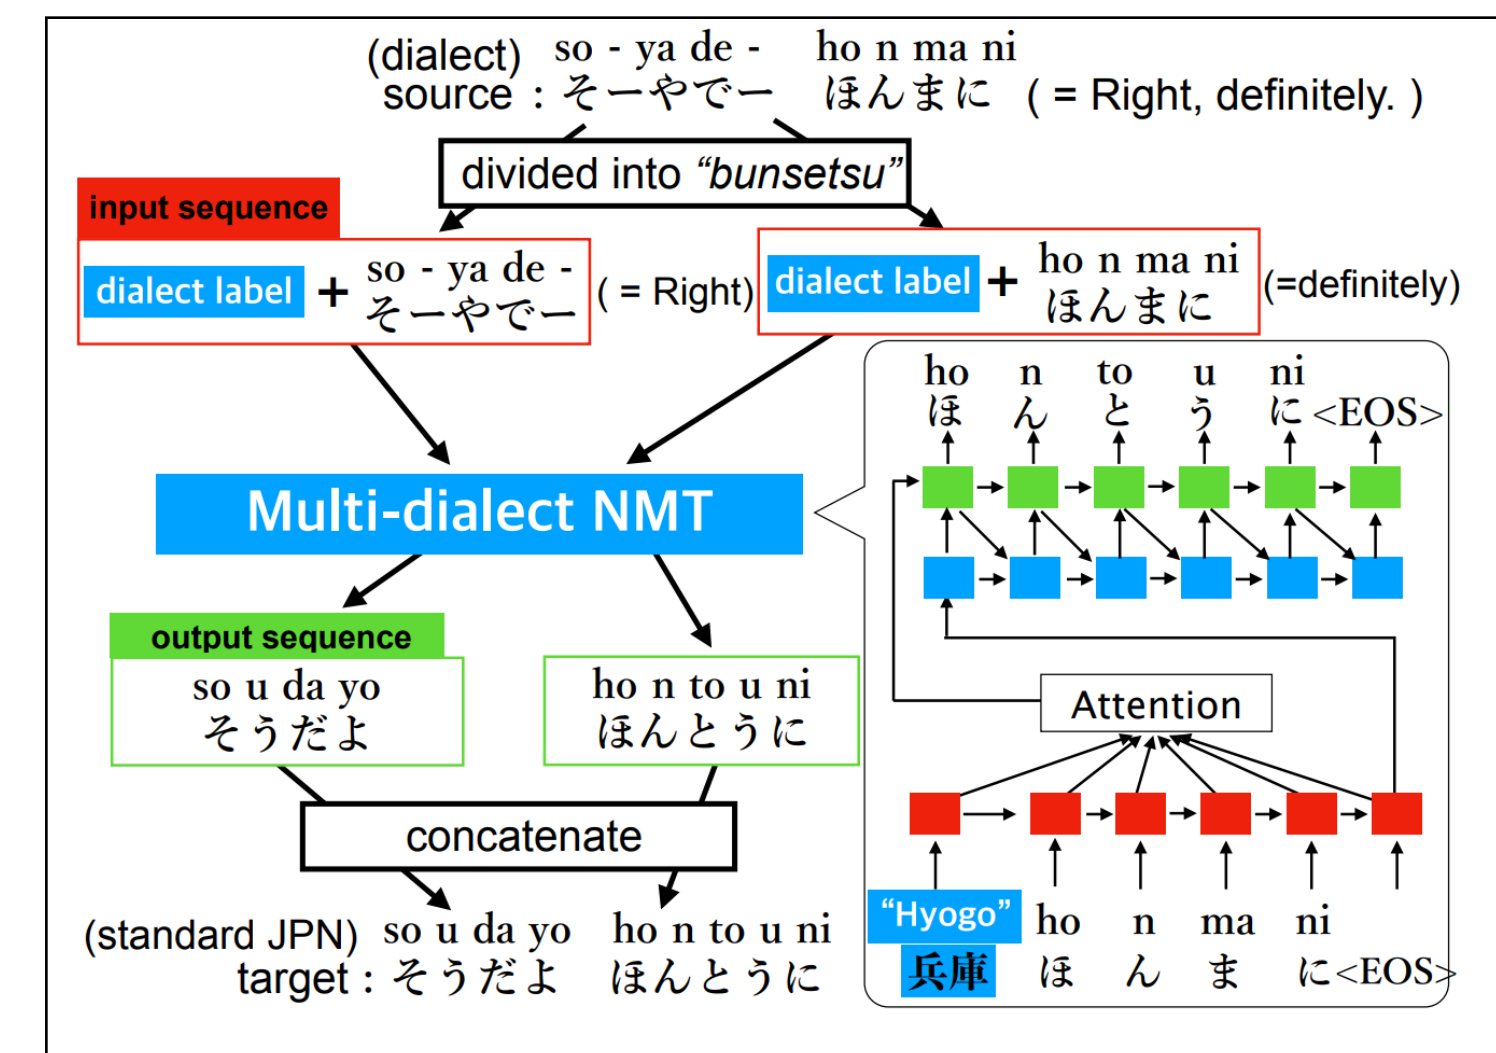 so - ya de - ho n ma ni
(dialect)
source : そーやでー ほんまに ( = Right, definitely. )
divided into “bunsetsu”
input sequence
so - ya de -
dialect label + そーやでー ( = Right)
ho n ma ni
dialect label + ほんまに (=definitely)
Multi-dialect NMT
output sequence
so u da yo
そうだよ
ho n to u ni
ほんとうに
concatenate
(standard JPN) so u da yo ho n to u ni
target : そうだよ ほんとうに
ho n to u ni
ほ ん と う に <EOS>
Attention
“Hyogo” ho n ma ni
兵庫 ほ ん ま に <EOS>